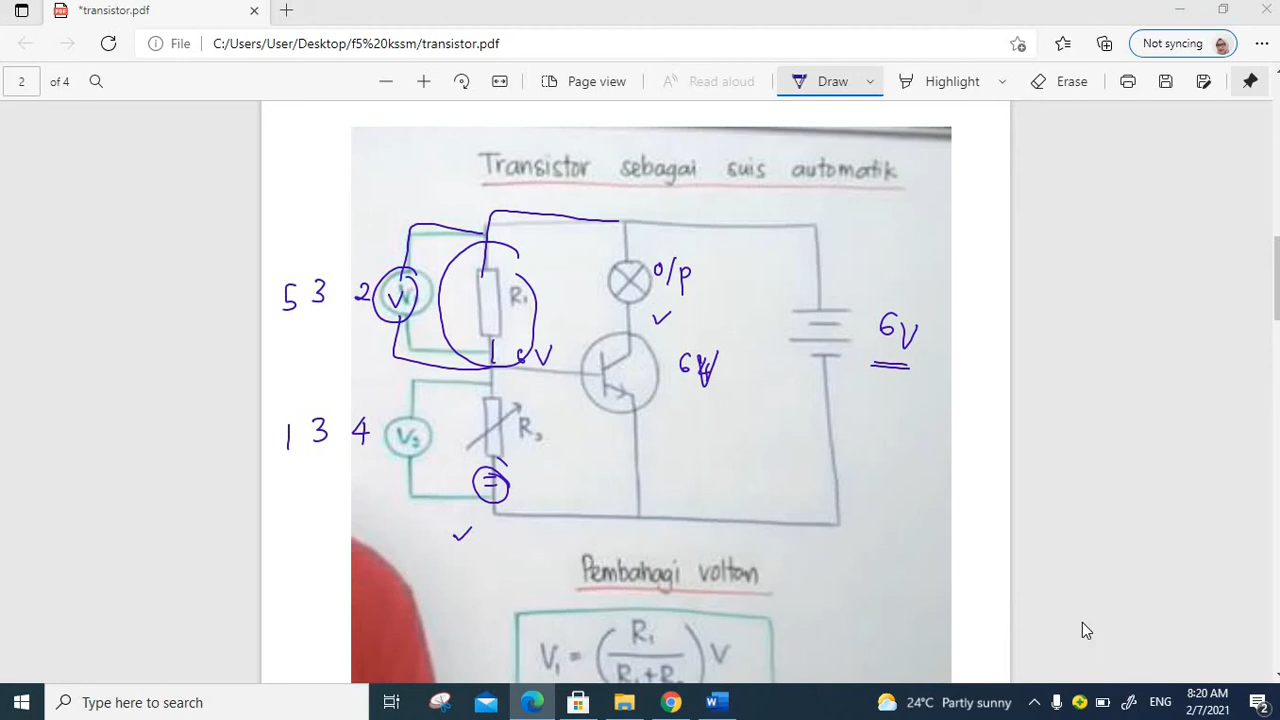 *transistor.pdf
File C:/Users/User/Desktop/f5%20kssm/transistor.pdf Not syncing
2 of 4 Page view Read aloud Draw Highlight Erase
Transistor sebagai suis automatik
5 3 2 V R₁ o/p
6V
V 6V
1 3 4 V₂ R₂
Pembahagi voltan
V₁ = (R₁ / R₁+R₂) V
Type here to search
24°C Partly sunny ENG 8:20 AM
2/7/2021
2